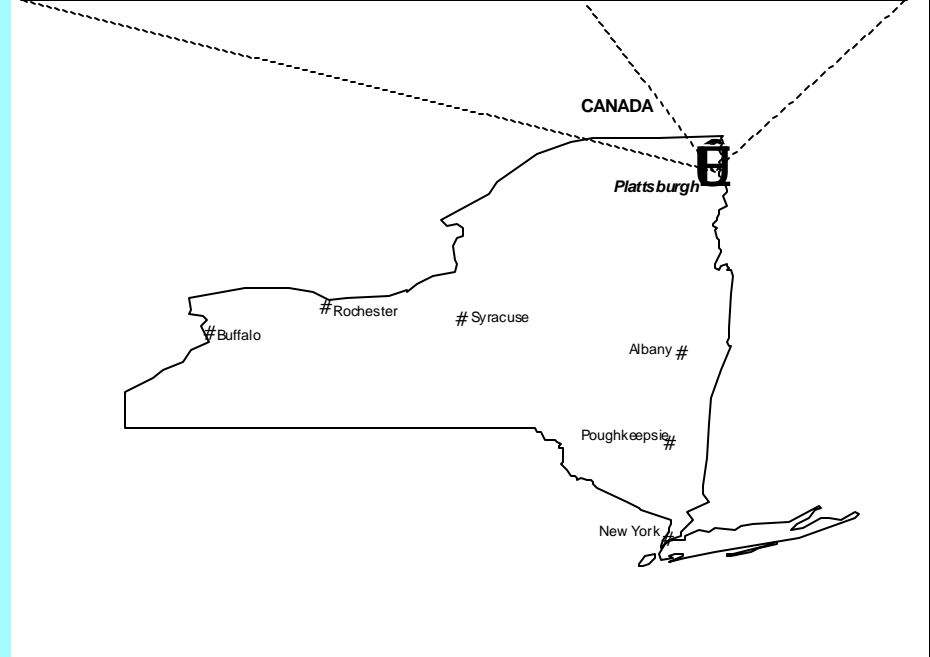 CANADA
Plattsburgh
# Rochester
# Syracuse
# Buffalo
Albany #
Poughkeepsie #
New York #